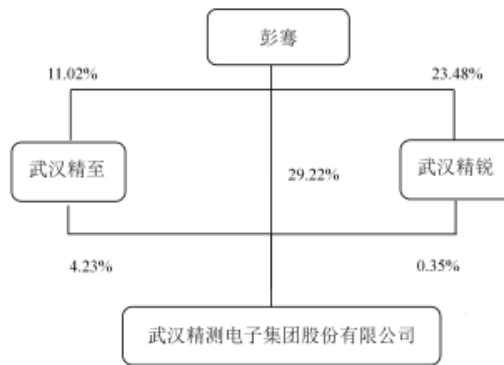 彭骞
11.02%
23.48%
武汉精至
29.22%
武汉精锐
4.23%
0.35%
武汉精测电子集团股份有限公司